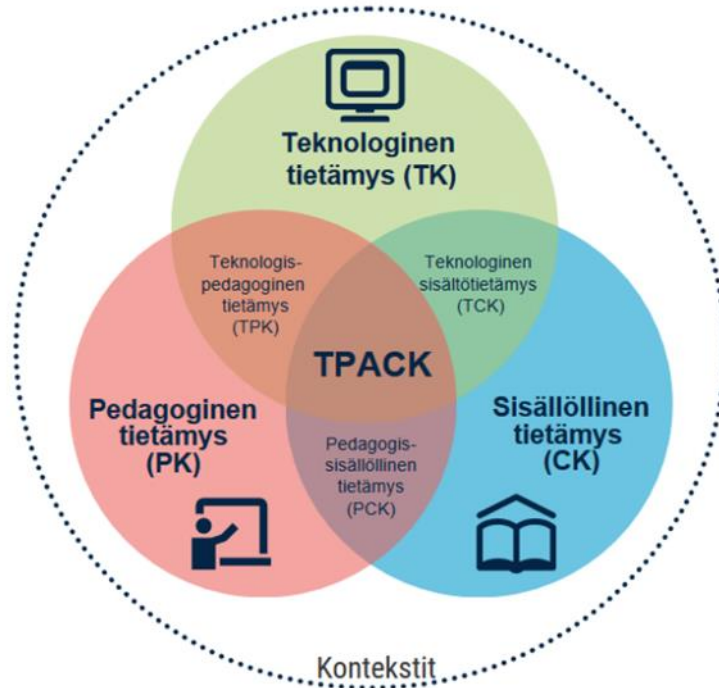 Teknologinen
tietämys (TK)
Teknologis-
pedagoginen
tietämys
(TPK)
Teknologinen
sisältötietämys
(TCK)
TPACK
Pedagoginen
tietämys
(PK)
Sisällöllinen
tietämys
(CK)
Pedagogis-
sisällöllinen
tietämys
(PCK)
Kontekstit